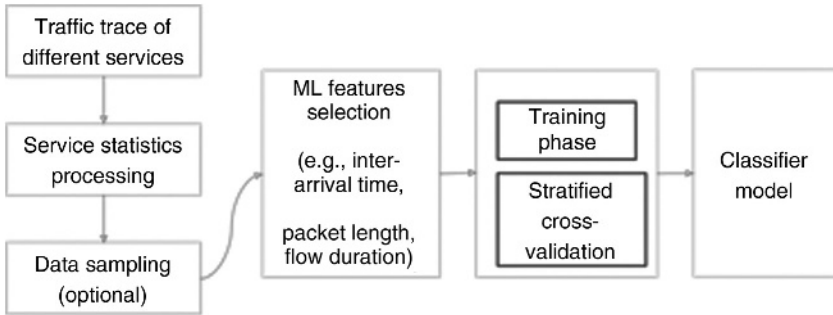 Traffic trace of
different services
Service statistics
processing
Data sampling
(optional)
ML features
selection
(e.g., inter-
arrival time,
packet length,
flow duration)
Training
phase
Stratified
cross-
validation
Classifier
model